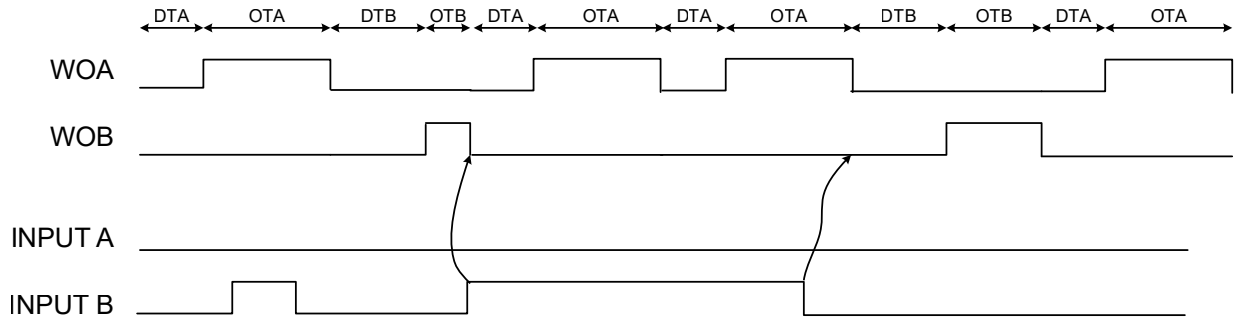 DTA OTA DTB OTB DTA OTA DTA OTA DTB OTB DTA OTA
WOA
WOB
INPUT A
INPUT B